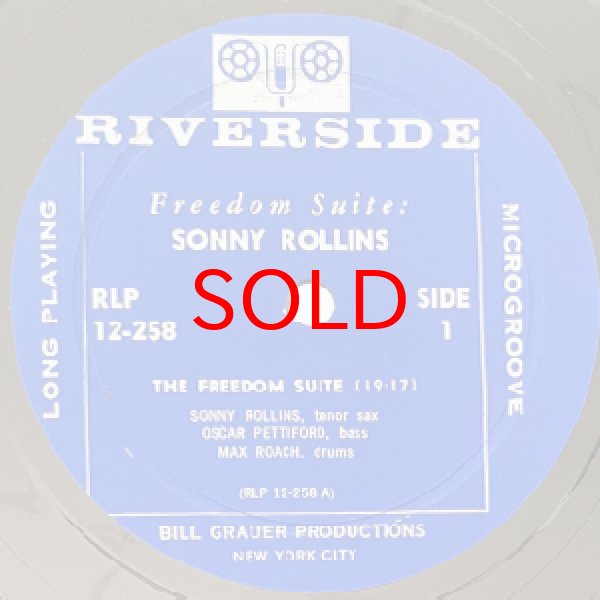 RIVERSIDE
Freedom Suite:
SONNY ROLLINS
LONG PLAYING
MICROGROOVE
RLP
12-258
SOLD
SIDE
1
THE FREEDOM SUITE (19:17)
SONNY ROLLINS, tenor sax
OSCAR PETTIFORD, bass
MAX ROACH, drums
(RLP 12-258 A)
BILL GRAUER PRODUCTIONS
NEW YORK CITY